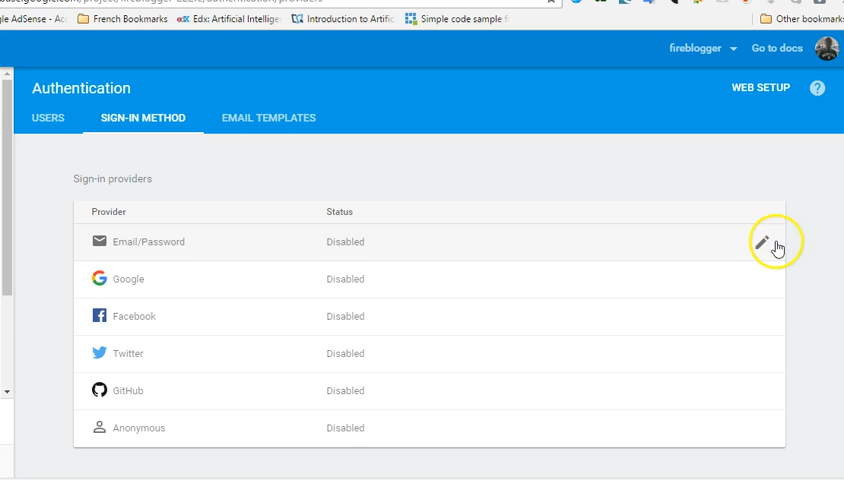 gle AdSense - Acc
French Bookmarks
Edx: Artificial Intellige
Introduction to Artific
Simple code sample f
Other bookmarks
fireblogger
Go to docs
Authentication
WEB SETUP
?
USERS
SIGN-IN METHOD
EMAIL TEMPLATES
Sign-in providers
Provider
Status
Email/Password
Disabled
Google
Disabled
Facebook
Disabled
Twitter
Disabled
GitHub
Disabled
Anonymous
Disabled